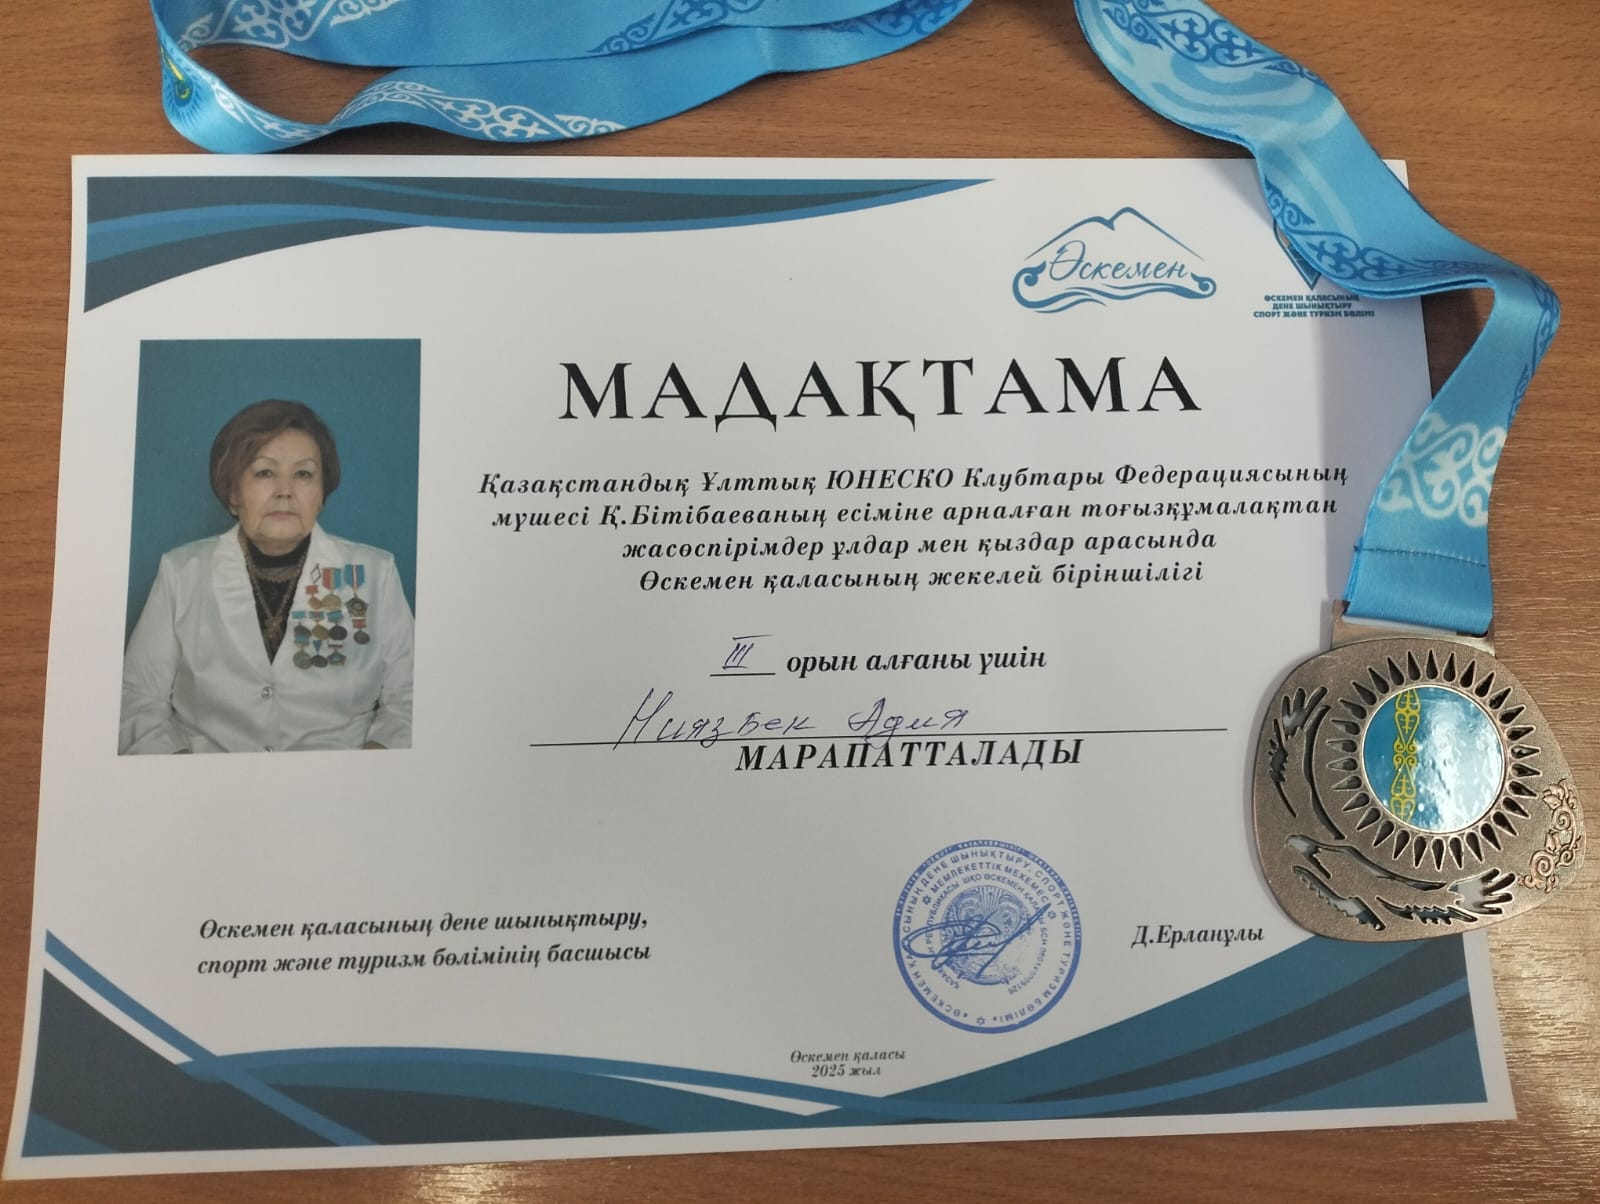 Өскемен
ӨСКЕМЕН ҚАЛАСЫНЫҢ
ДЕНЕ ШЫНЫҚТЫРУ
СПОРТ ЖӘНЕ ТУРИЗМ БӨЛІМІ
МАДАҚТАМА
Қазақстандық Ұлттық ЮНЕСКО Клубтары Федерациясының
мүшесі Қ.Бітібаеваның есіміне арналған тоғызқұмалақтан
жасөспірімдер ұлдар мен қыздар арасында
Өскемен қаласының жекелей біріншілігі
III орын алғаны үшін
Ниязбек Адия
МАРАПАТТАЛАДЫ
Өскемен қаласының дене шынықтыру,
спорт және туризм бөлімінің басшысы
Д.Ерланұлы
Өскемен қаласы
2025 жыл